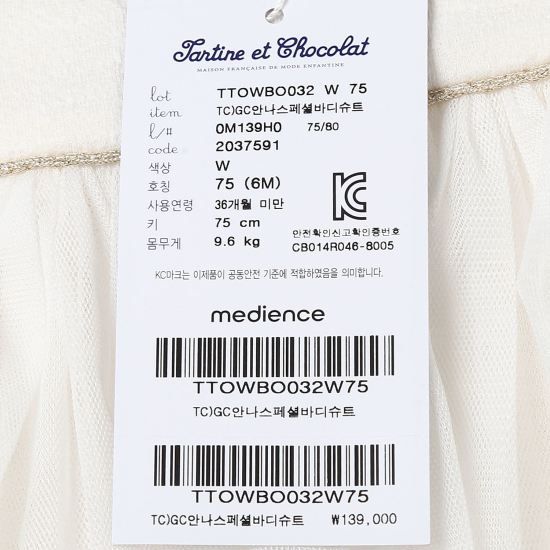 Tartine et Chocolat
MAISON FRANÇAISE DE MODE ENFANTINE
lot TTOWBO032 W 75
item TC)GC안나스페셜바디슈트
l/# 0M139H0 75/80
code 2037591
색상 W
호칭 75 (6M)
사용연령 36개월 미만
키 75 cm
몸무게 9.6 kg
안전확인신고확인증번호
CB014R046-8005
KC마크는 이제품이 공동안전 기준에 적합하였음을 의미합니다.
medience
TTOWBO032W75
TC)GC안나스페셜바디슈트
TTOWBO032W75
TC)GC안나스페셜바디슈트 ₩139,000